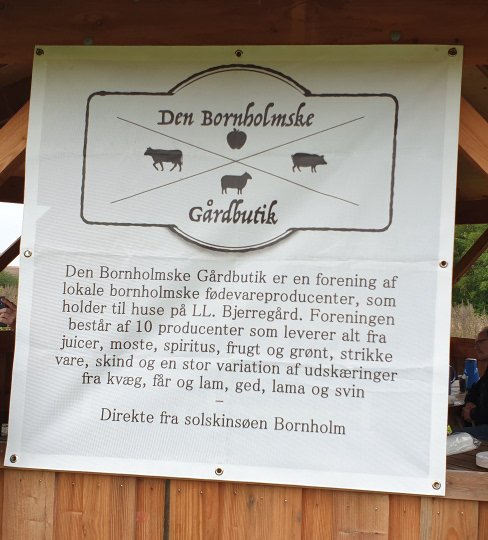 Den Bornholmske
Gårdbutik
Den Bornholmske Gårdbutik er en forening af
lokale bornholmske fødevareproducenter, som
holder til huse på LL. Bjerregård. Foreningen
består af 10 producenter som leverer alt fra
juicer, moste, spiritus, frugt og grønt, strikke
vare, skind og en stor variation af udskæringer
fra kvæg, får og lam, ged, lama og svin
–
Direkte fra solskinsøen Bornholm